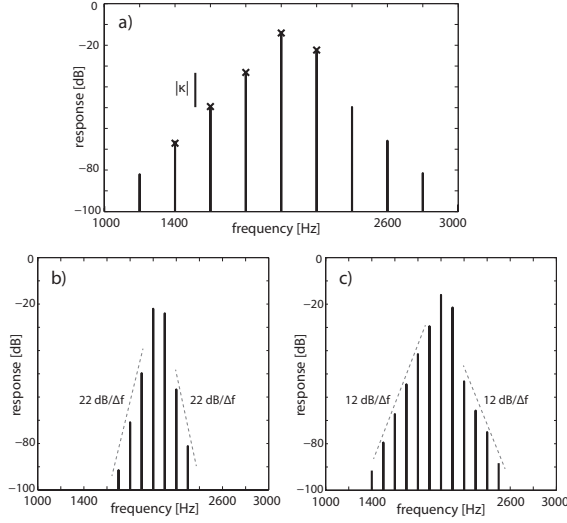 a)
0
−20
−80
−100
response [dB]
|κ|
1000
1400
2600
3000
frequency [Hz]
b)
0
−20
−80
−100
response [dB]
22 dB/Δf
22 dB/Δf
1000
1400
2600
3000
frequency [Hz]
c)
0
−20
−80
−100
response [dB]
12 dB/Δf
12 dB/Δf
1000
1400
2600
3000
frequency [Hz]